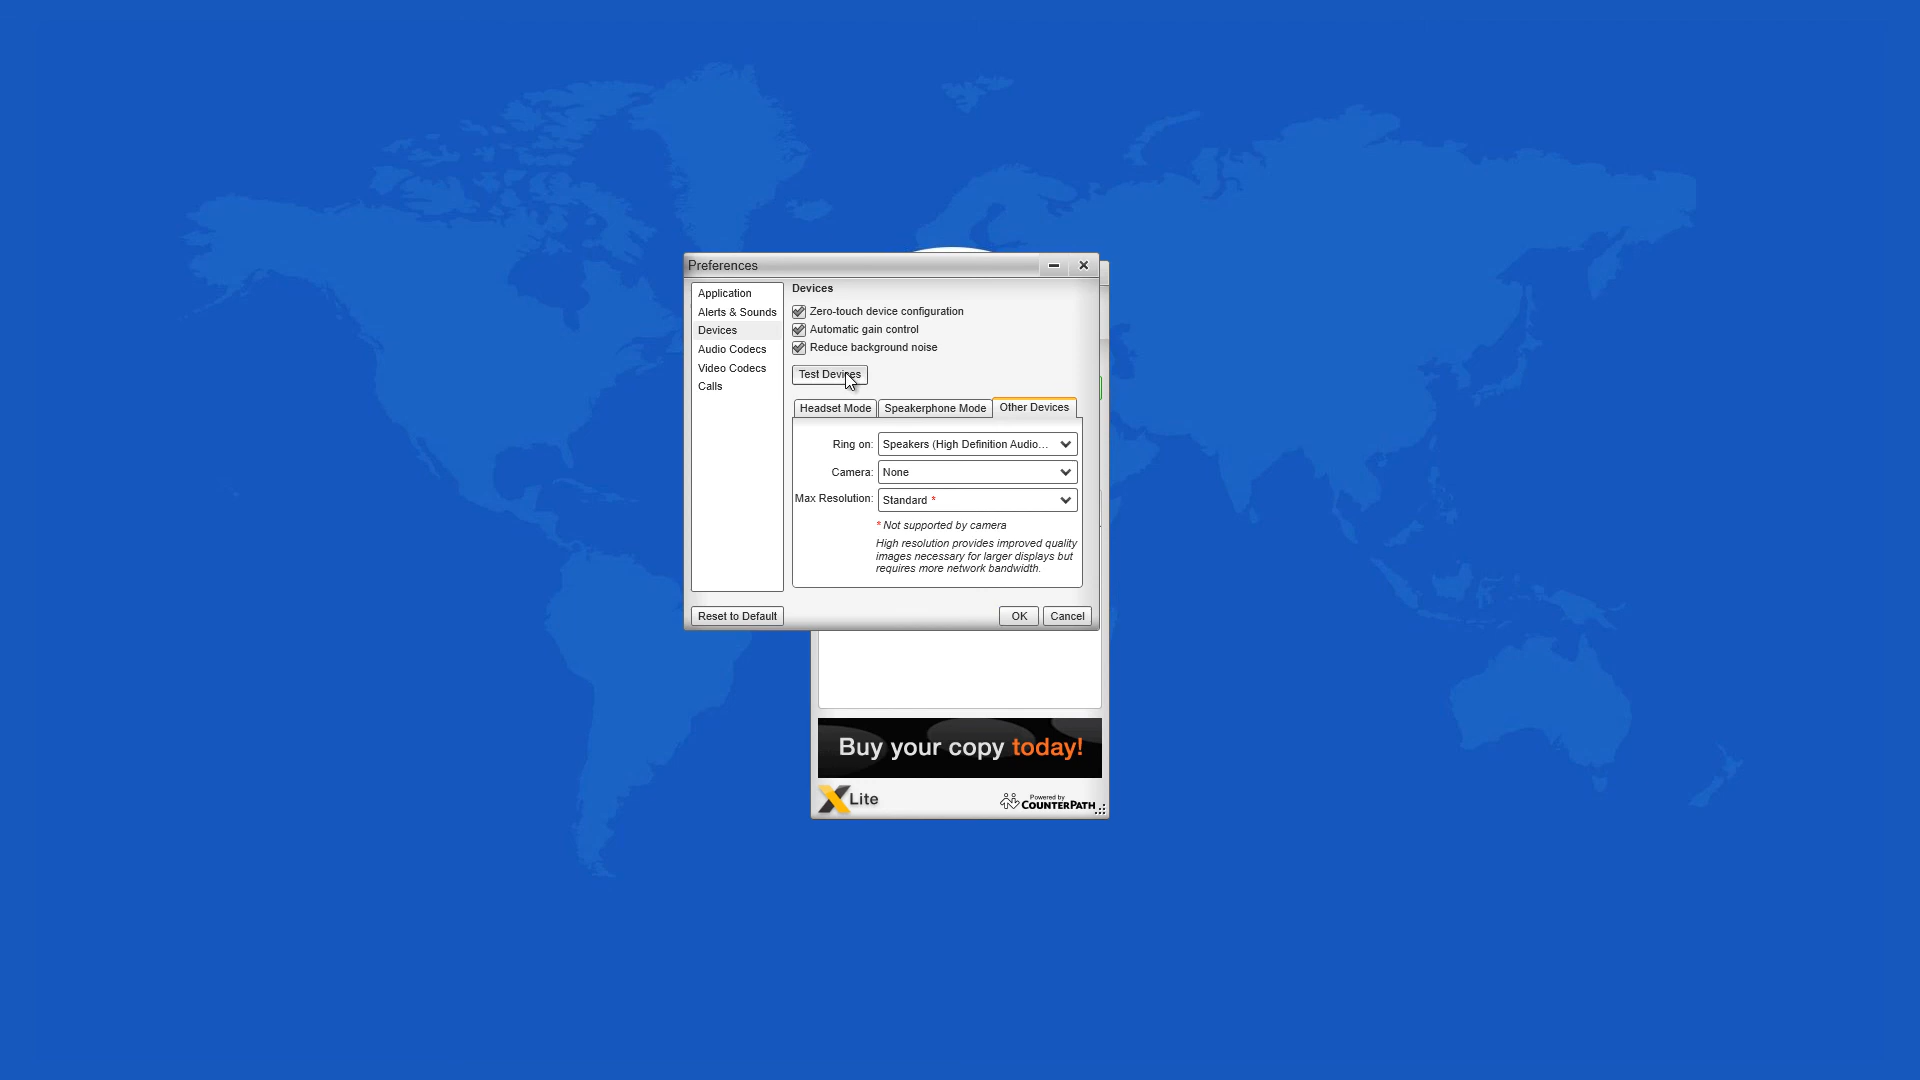 Preferences
Application
Alerts & Sounds
Devices
Audio Codecs
Video Codecs
Calls
Devices
Zero-touch device configuration
Automatic gain control
Reduce background noise
Test Devices
Headset Mode
Speakerphone Mode
Other Devices
Ring on: Speakers (High Definition Audio...
Camera: None
Max Resolution: Standard *
* Not supported by camera
High resolution provides improved quality
images necessary for larger displays but
requires more network bandwidth.
Reset to Default
OK
Cancel
Buy your copy today!
X Lite
Powered by
COUNTERPATH